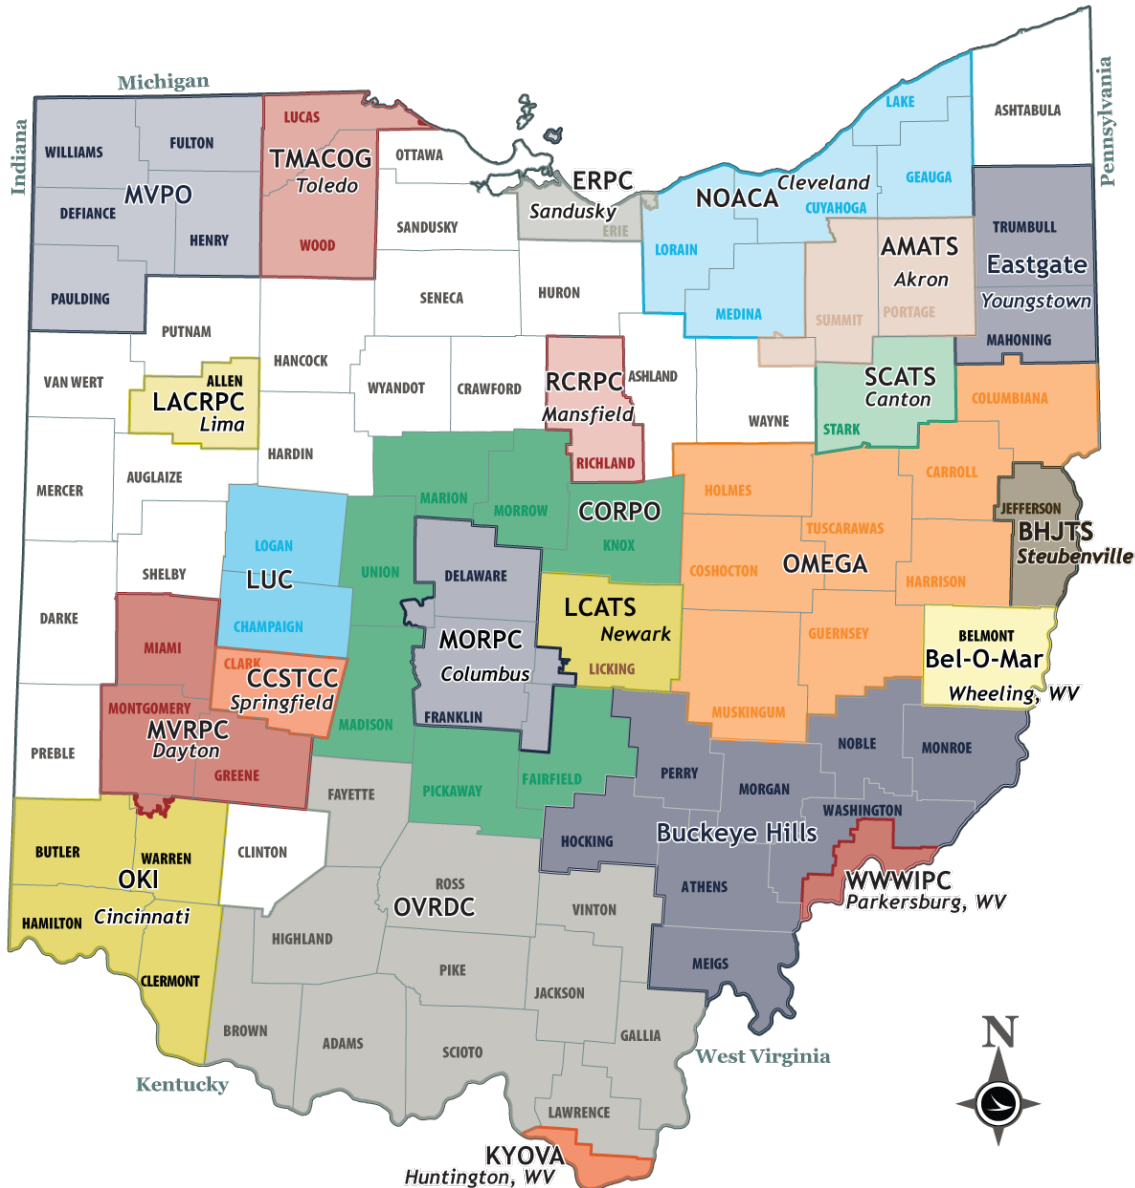 Michigan
Indiana
Pennsylvania
LAKE
ASHTABULA
LUCAS
WILLIAMS
FULTON
OTTAWA
TMACOG
Toledo
MVPO
ERPC
Sandusky
NOACA
Cleveland
GEAUGA
CUYAHOGA
DEFIANCE
HENRY
WOOD
SANDUSKY
ERIE
LORAIN
AMATS
Akron
TRUMBULL
Eastgate
Youngstown
PAULDING
SENECA
HURON
MEDINA
SUMMIT
PORTAGE
MAHONING
PUTNAM
HANCOCK
VAN WERT
ALLEN
LACRPC
Lima
WYANDOT
CRAWFORD
RCRPC
Mansfield
ASHLAND
SCATS
Canton
COLUMBIANA
WAYNE
STARK
HARDIN
RICHLAND
AUGLAIZE
MERCER
MARION
MORROW
CORPO
KNOX
HOLMES
CARROLL
TUSCARAWAS
JEFFERSON
BHJTS
Steubenville
LOGAN
LUC
UNION
SHELBY
DELAWARE
COSHOCTON
OMEGA
HARRISON
DARKE
CHAMPAIGN
LCATS
Newark
GUERNSEY
BELMONT
Bel-O-Mar
Wheeling, WV
MIAMI
CLARK
CCSTCC
Springfield
MORPC
Columbus
LICKING
MONTGOMERY
MVRPC
Dayton
MADISON
FRANKLIN
MUSKINGUM
PREBLE
GREENE
NOBLE
MONROE
FAYETTE
PICKAWAY
FAIRFIELD
PERRY
MORGAN
WASHINGTON
BUTLER
WARREN
CLINTON
HOCKING
Buckeye Hills
OKI
Cincinnati
HAMILTON
ROSS
OVRDC
ATHENS
WWWIPC
Parkersburg, WV
VINTON
HIGHLAND
CLERMONT
PIKE
JACKSON
MEIGS
BROWN
ADAMS
SCIOTO
GALLIA
West Virginia
N
Kentucky
LAWRENCE
KYOVA
Huntington, WV